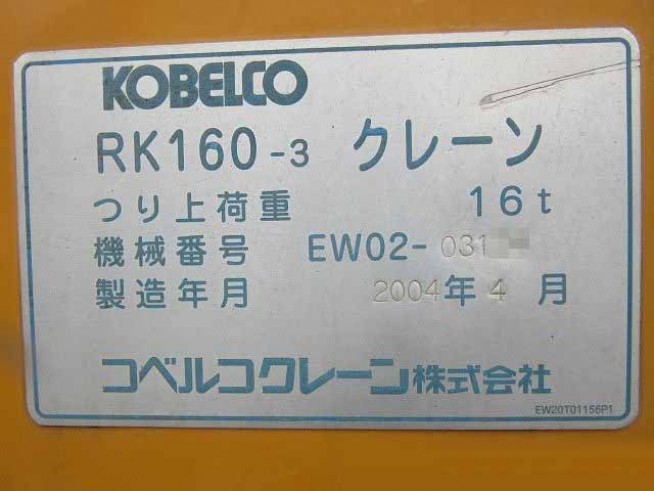 KOBELCO
RK160-3 クレーン
つり上荷重 16t
機械番号 EW02-031
製造年月 2004年4月
コベルコクレーン株式会社
EW20T01156P1